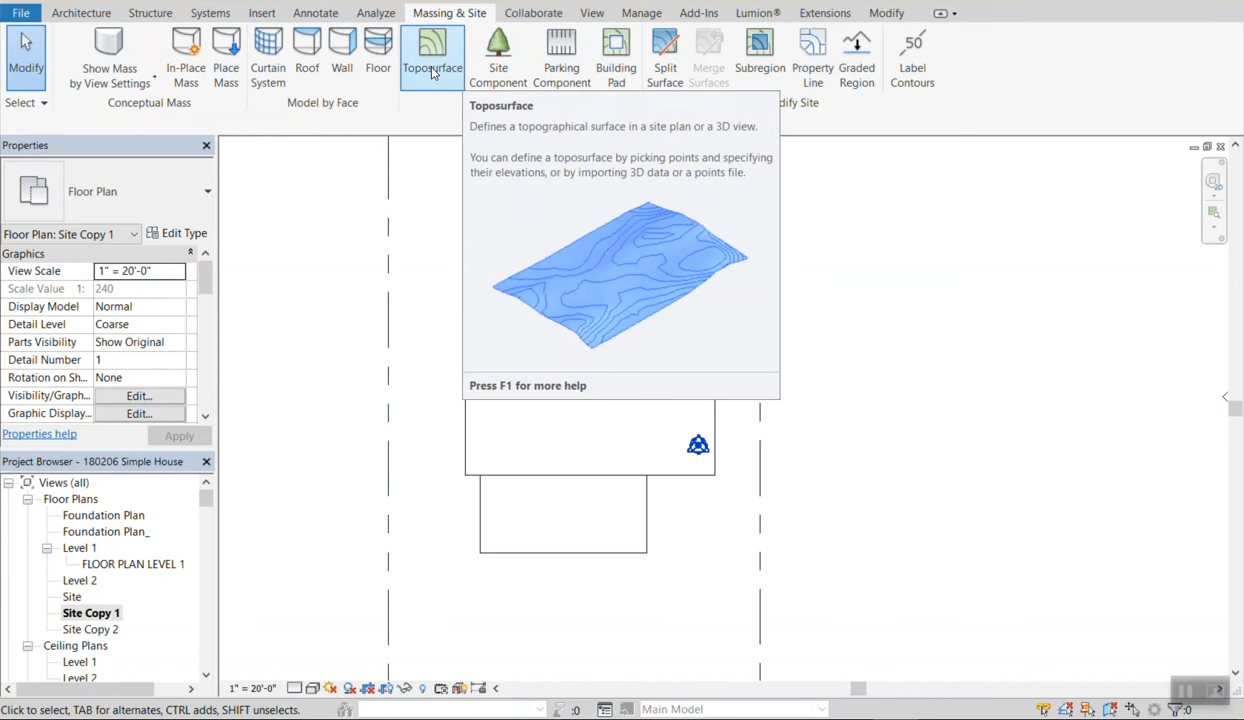 File Architecture Structure Systems Insert Annotate Analyze Massing & Site Collaborate View Manage Add-Ins Lumion® Extensions Modify
Modify
Show Mass
by View Settings
In-Place
Mass
Place
Mass
Curtain
System
Roof
Wall
Floor
Toposurface
Site
Component
Parking
Component
Building
Pad
Split
Surface
Merge
Surfaces
Subregion
Property
Line
Graded
Region
50
Label
Contours
Select
Conceptual Mass
Model by Face
dify Site
Toposurface
Defines a topographical surface in a site plan or a 3D view.
You can define a toposurface by picking points and specifying
their elevations, or by importing 3D data or a points file.
Press F1 for more help
Properties
Floor Plan
Floor Plan: Site Copy 1
Edit Type
Graphics
View Scale 1" = 20'-0"
Scale Value 1: 240
Display Model Normal
Detail Level Coarse
Parts Visibility Show Original
Detail Number 1
Rotation on Sh... None
Visibility/Graph... Edit...
Graphic Display... Edit...
Properties help
Apply
Project Browser - 180206 Simple House
Views (all)
Floor Plans
Foundation Plan
Foundation Plan_
Level 1
FLOOR PLAN LEVEL 1
Level 2
Site
Site Copy 1
Site Copy 2
Ceiling Plans
Level 1
Level 2
1" = 20'-0"
Click to select, TAB for alternates, CTRL adds, SHIFT unselects.
:0
Main Model
:0